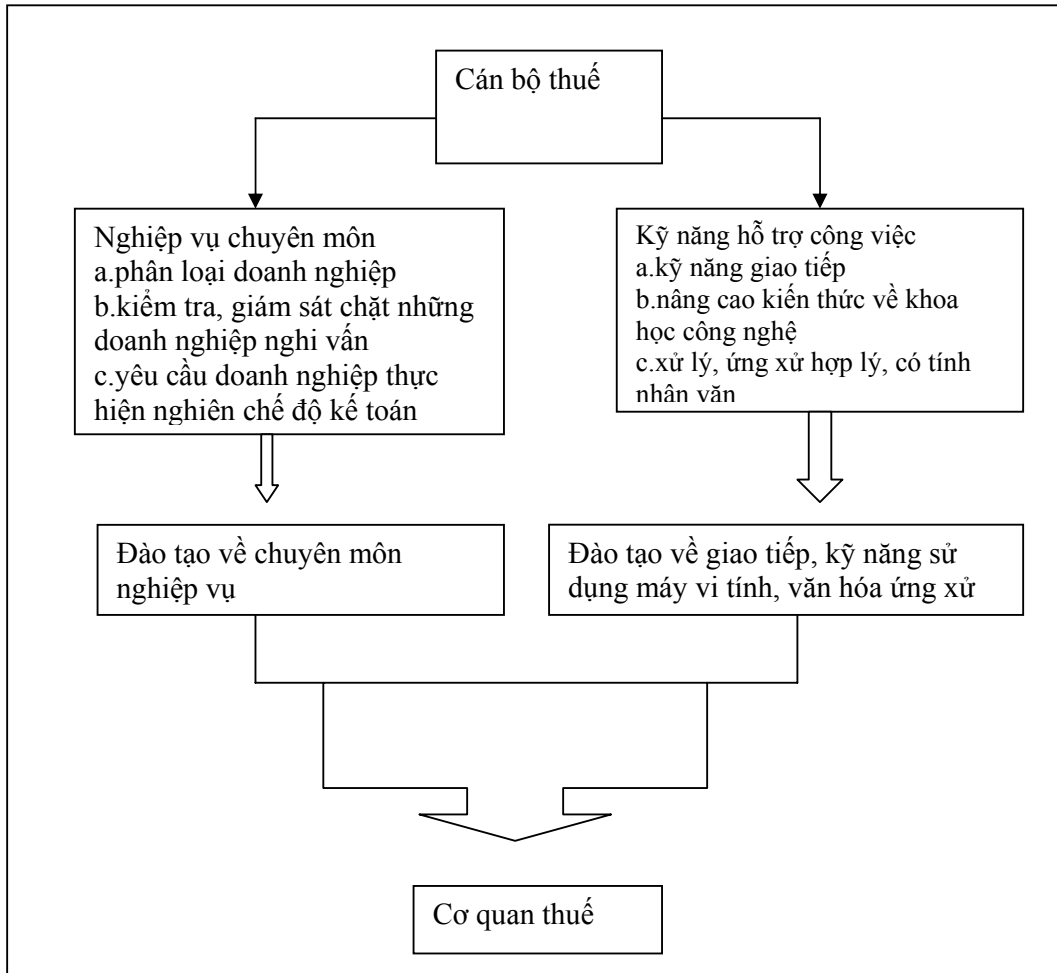 Cán bộ thuế
Nghiệp vụ chuyên môn
a.phân loại doanh nghiệp
b.kiểm tra, giám sát chặt những
doanh nghiệp nghi vấn
c.yêu cầu doanh nghiệp thực
hiện nghiên chế độ kế toán
Kỹ năng hỗ trợ công việc
a.kỹ năng giao tiếp
b.nâng cao kiến thức về khoa
học công nghệ
c.xử lý, ứng xử hợp lý, có tính
nhân văn
Đào tạo về chuyên môn
nghiệp vụ
Đào tạo về giao tiếp, kỹ năng sử
dụng máy vi tính, văn hóa ứng xử
Cơ quan thuế